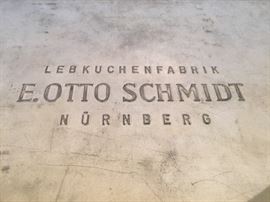 LEBKUCHENFABRIK
E. OTTO SCHMIDT
NÜRNBERG